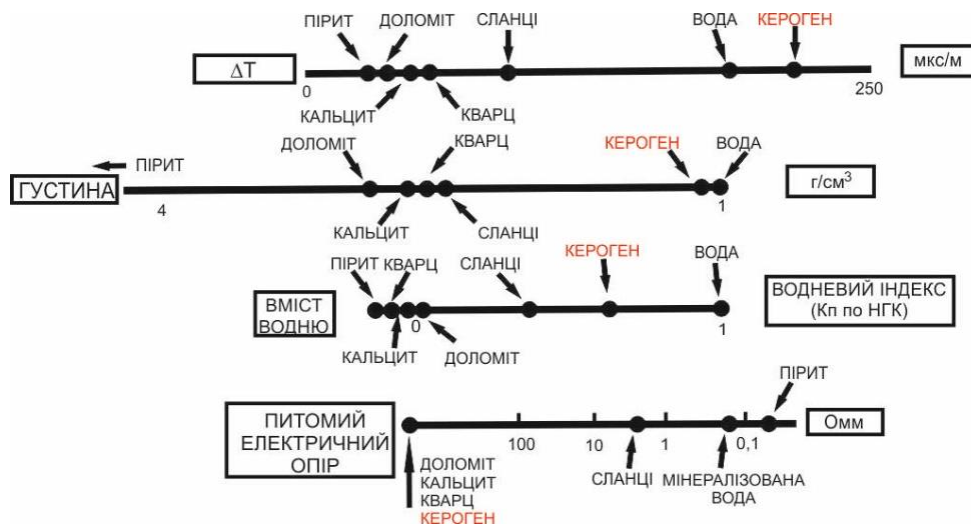 ПІРИТ
ДОЛОМІТ
СЛАНЦІ
ВОДА
КЕРОГЕН
ΔТ
мкс/м
0
250
КАЛЬЦИТ
КВАРЦ
ДОЛОМІТ
КВАРЦ
КЕРОГЕН
ВОДА
ПІРИТ
ГУСТИНА
г/см³
4
1
КАЛЬЦИТ
СЛАНЦІ
ПІРИТ
КВАРЦ
СЛАНЦІ
КЕРОГЕН
ВОДА
ВМІСТ
ВОДНЮ
ВОДНЕВИЙ ІНДЕКС
(Кп по НГК)
0
1
КАЛЬЦИТ
ДОЛОМІТ
ПІРИТ
ПИТОМИЙ
ЕЛЕКТРИЧНИЙ
ОПІР
Омм
100
10
1
0,1
ДОЛОМІТ
КАЛЬЦИТ
КВАРЦ
КЕРОГЕН
СЛАНЦІ
МІНЕРАЛІЗОВАНА
ВОДА